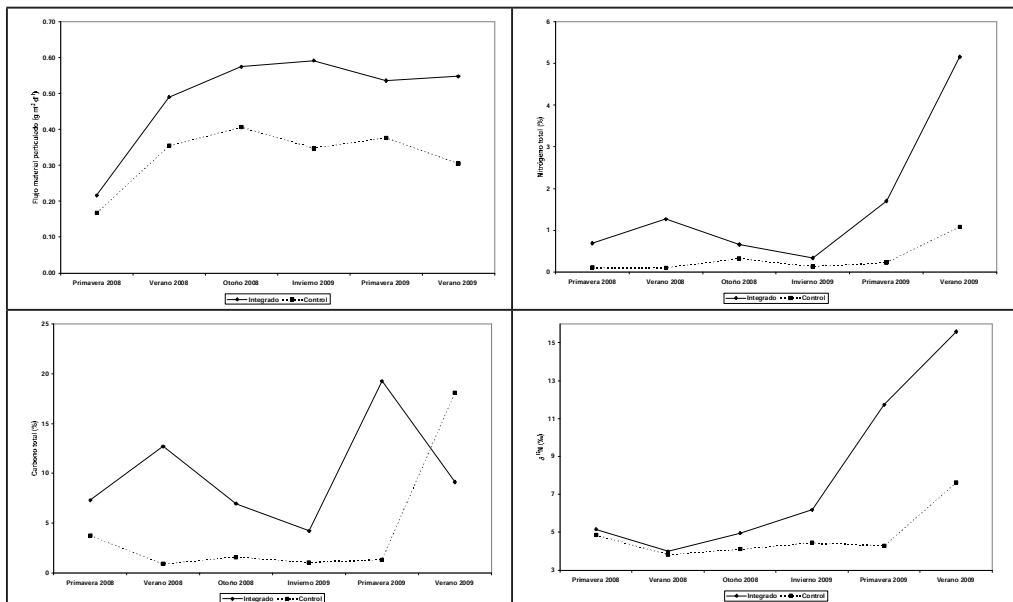 Flujo material particulado (g m⁻² d⁻¹)
0.70
0.60
0.50
0.40
0.30
0.20
0.10
0.00
Primavera 2008 Verano 2008 Otoño 2008 Invierno 2009 Primavera 2009 Verano 2009
Integrado Control
Nitrógeno total (%)
6
5
4
3
2
1
0
Primavera 2008 Verano 2008 Otoño 2008 Invierno 2009 Primavera 2009 Verano 2009
Integrado Control
Carbono total (%)
25
20
15
10
5
0
Primavera 2008 Verano 2008 Otoño 2008 Invierno 2009 Primavera 2009 Verano 2009
Integrado Control
δ ¹⁵N (‰)
15
13
11
9
7
5
3
Primavera 2008 Verano 2008 Otoño 2008 Invierno 2009 Primavera 2009 Verano 2009
Integrado Control